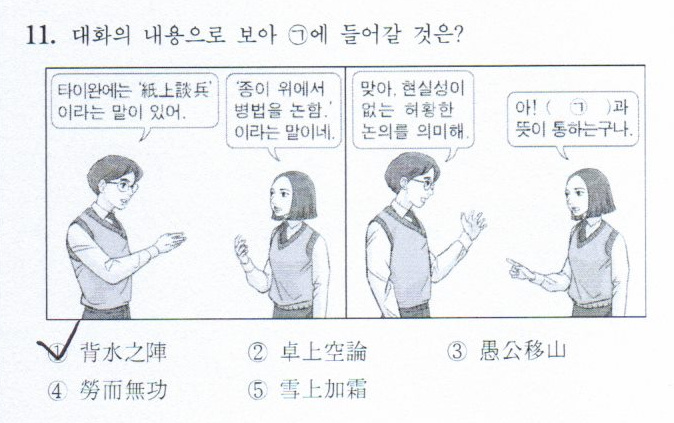 11. 대화의 내용으로 보아 ㉠에 들어갈 것은?
타이완에는 '紙上談兵'
이라는 말이 있어.
'종이 위에서
병법을 논함.'
이라는 말이네.
맞아, 현실성이
없는 허황한
논의를 의미해.
아! ( ㉠ )과
뜻이 통하는구나.
① 背水之陣 ② 卓上空論 ③ 愚公移山
④ 勞而無功 ⑤ 雪上加霜